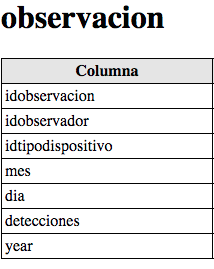 observacion
Columna
idobservacion
idobservador
idtipodispositivo
mes
dia
detecciones
year